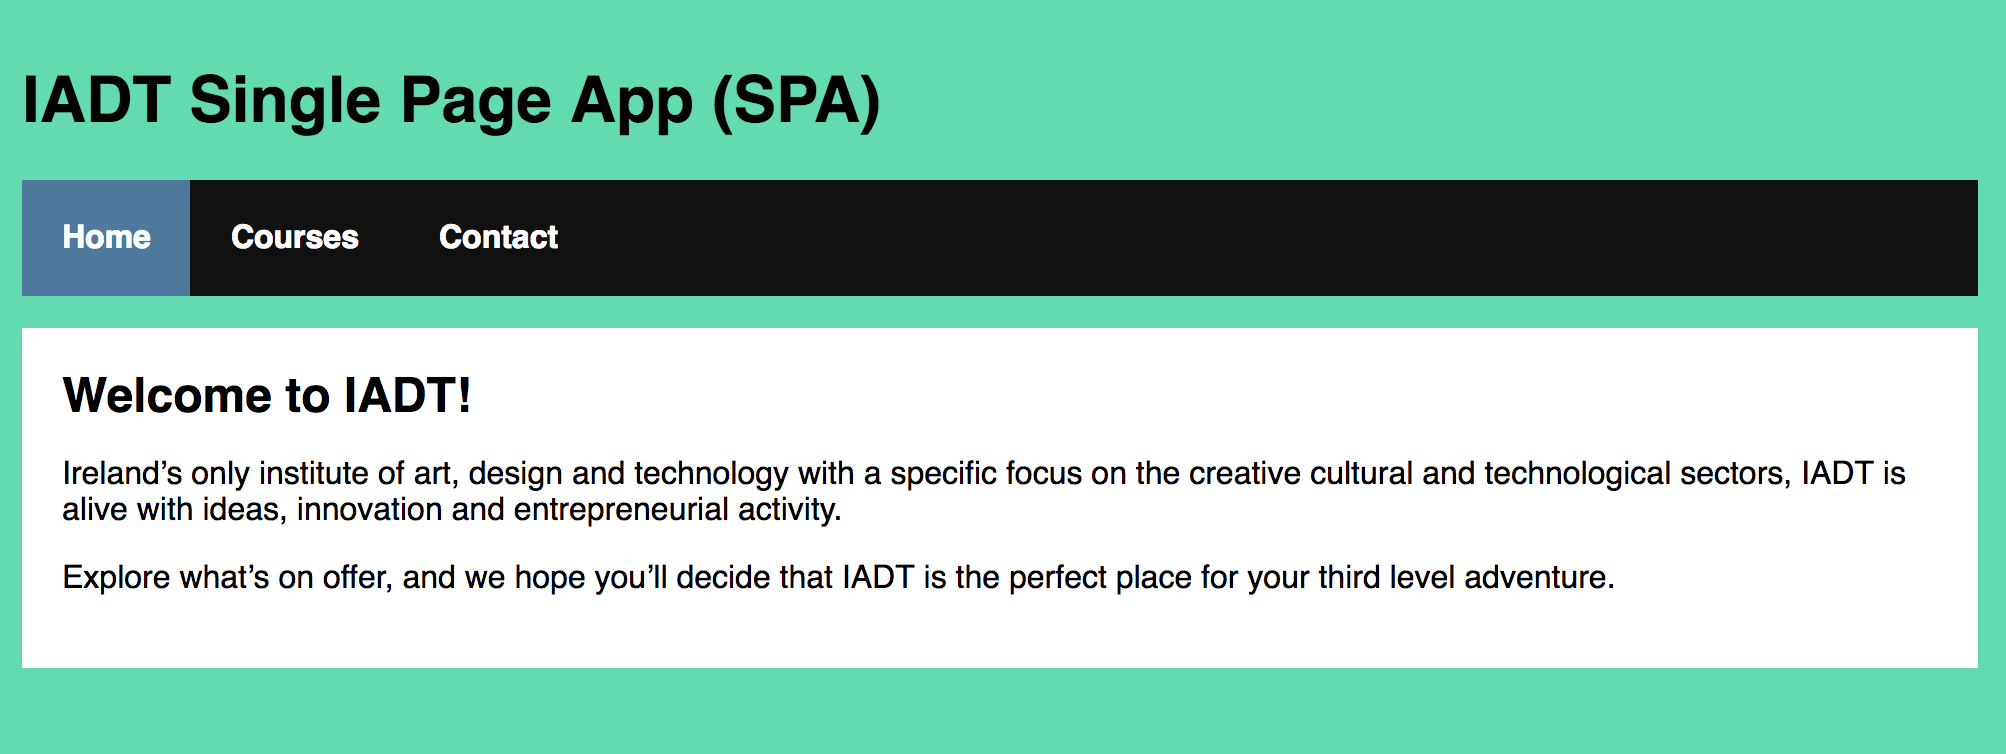 IADT Single Page App (SPA)
Home Courses Contact
Welcome to IADT!
Ireland’s only institute of art, design and technology with a specific focus on the creative cultural and technological sectors, IADT is
alive with ideas, innovation and entrepreneurial activity.
Explore what’s on offer, and we hope you’ll decide that IADT is the perfect place for your third level adventure.